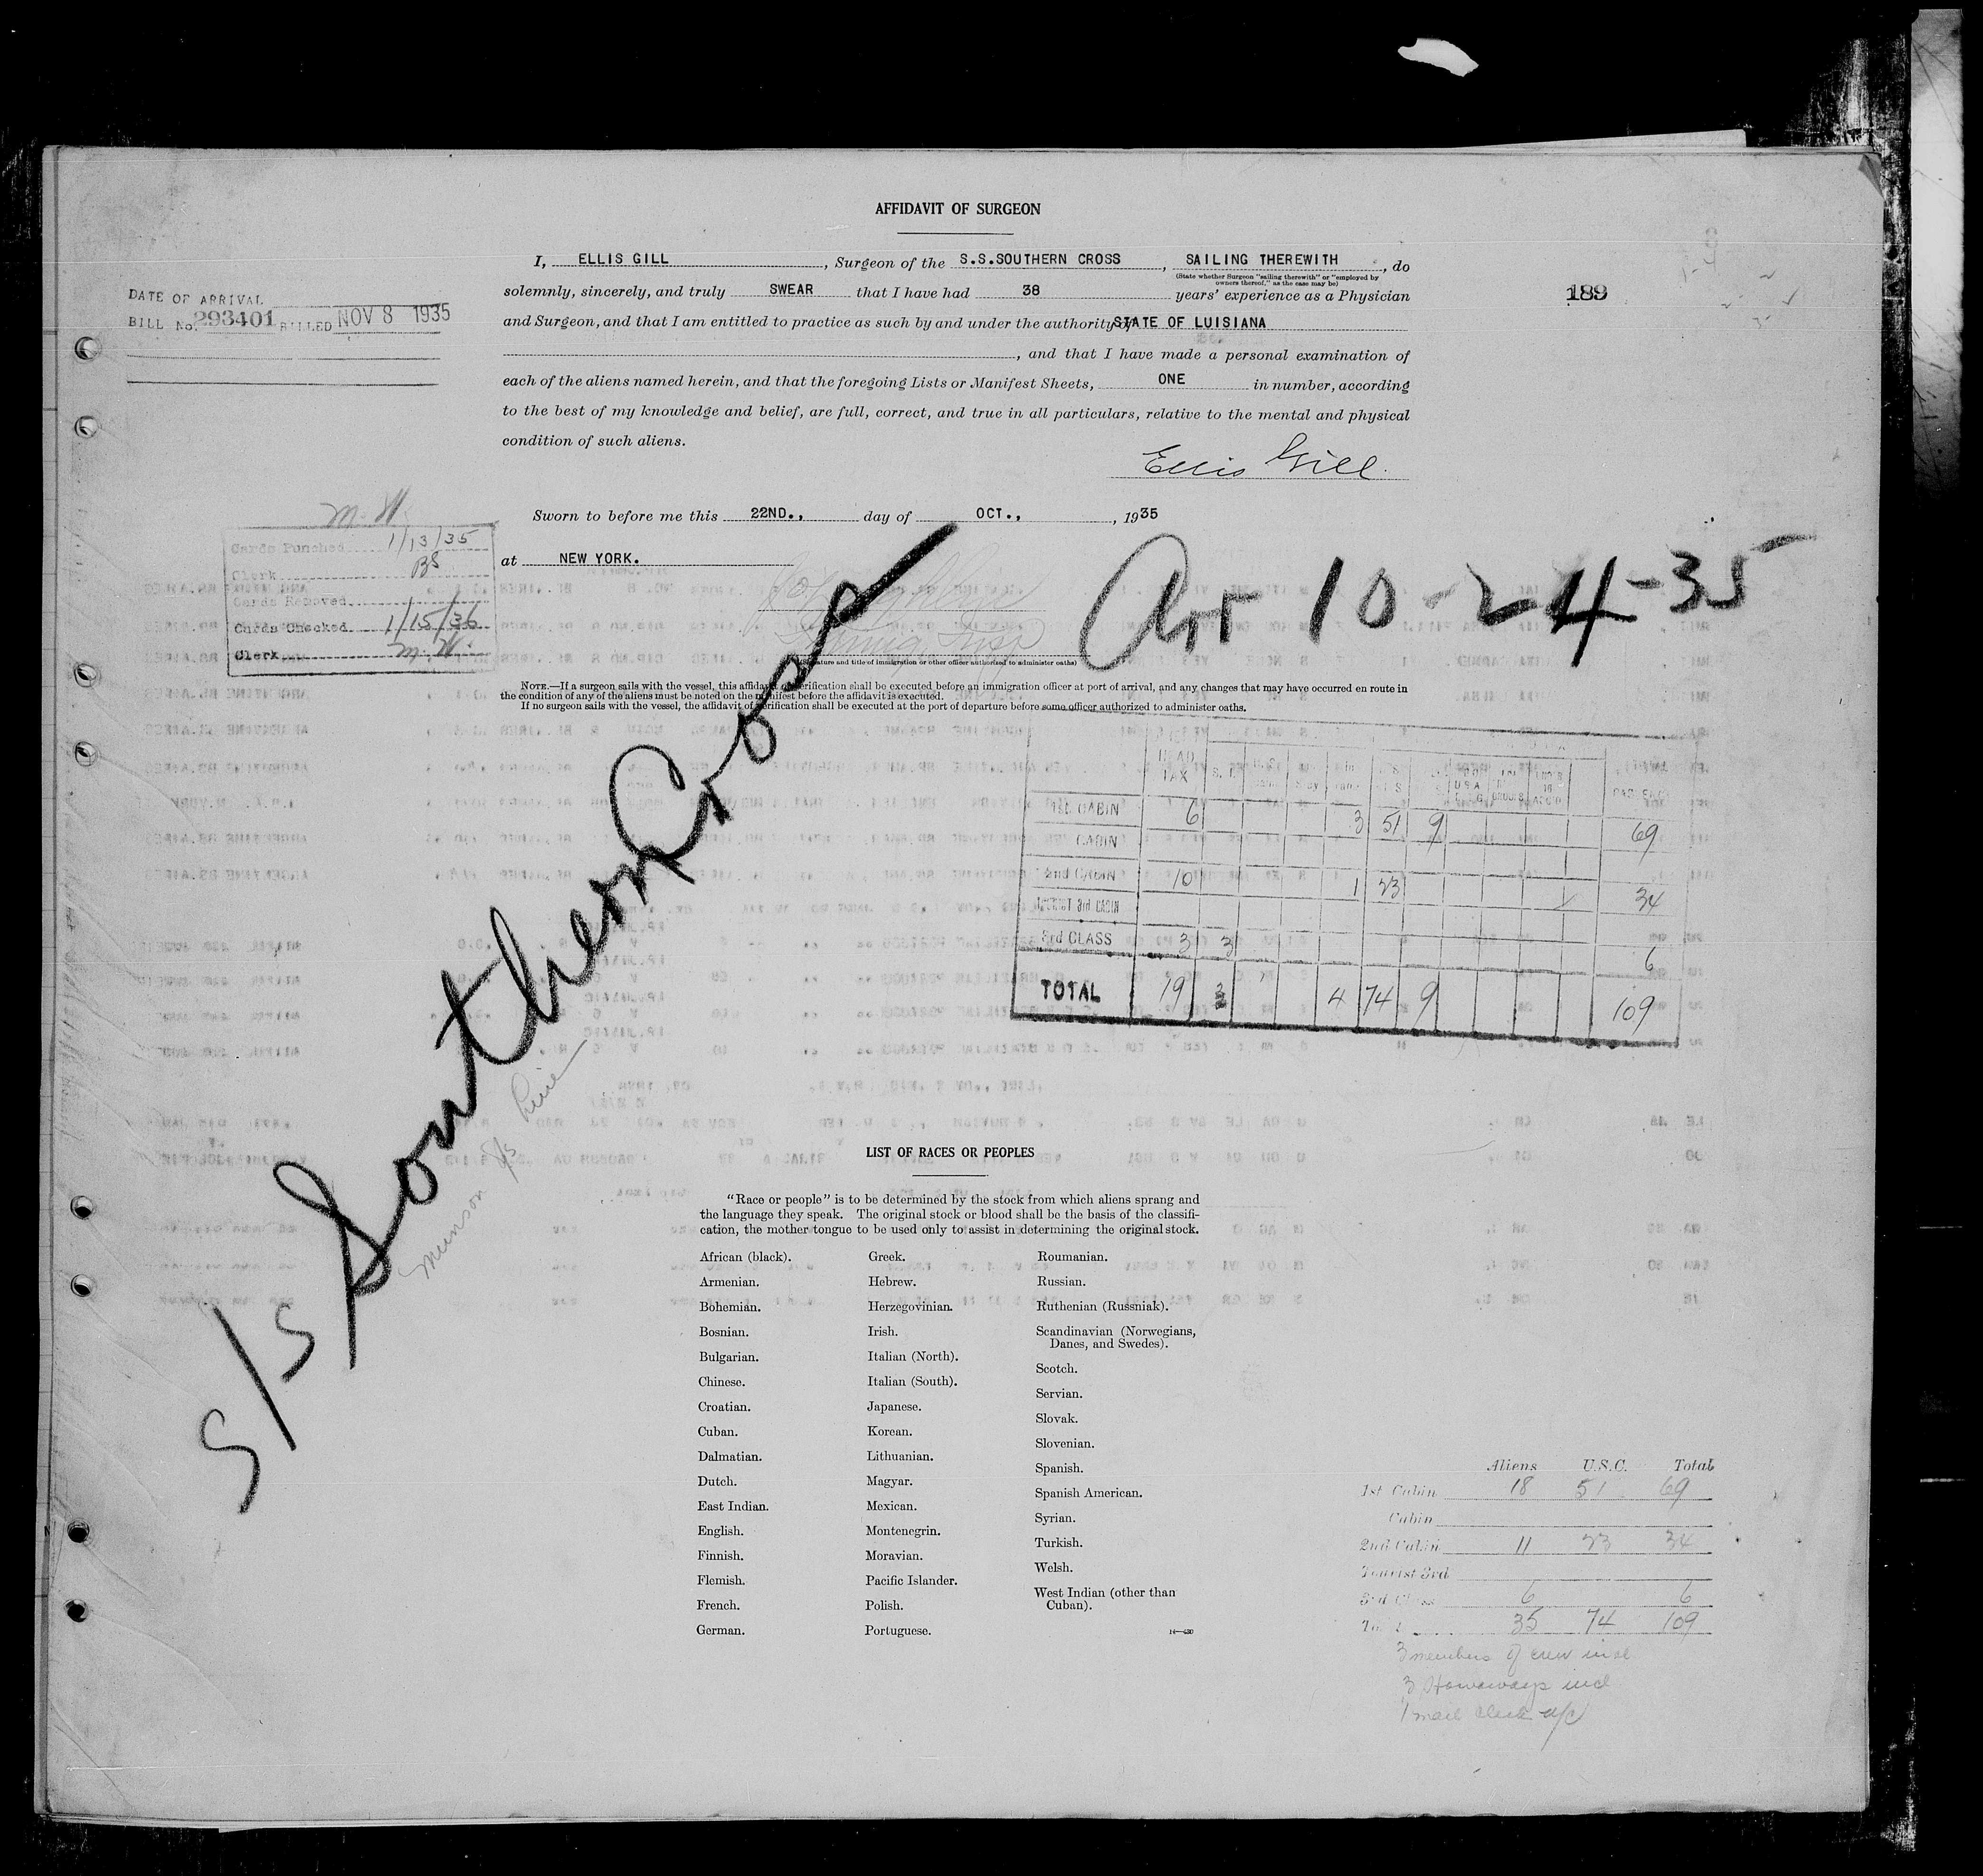 AFFIDAVIT OF SURGEON
I, ELLIS GILL, Surgeon of the S.S.SOUTHERN CROSS, SAILING THEREWITH, do
(State whether Surgeon "sailing therewith" or "employed by
owners thereof," as the case may be)
solemnly, sincerely, and truly SWEAR that I have had 38 years' experience as a Physician
and Surgeon, and that I am entitled to practice as such by and under the authority of STATE OF LUISIANA
, and that I have made a personal examination of
each of the aliens named herein, and that the foregoing Lists or Manifest Sheets, ONE in number, according
to the best of my knowledge and belief, are full, correct, and true in all particulars, relative to the mental and physical
condition of such aliens.
Ellis Gill.
189
DATE OF ARRIVAL
BILL No. 293401 BILLED NOV 8 1935
Sworn to before me this 22ND., day of OCT., , 1935
at NEW YORK.
M.W.
Cards Punched 1/13/35
Clerk BS
Cards Removed
Cards Checked 1/15/36
Clerk M.W.
Arr 10-24-35
Immig Insp
(Signature and title of immigration or other officer authorized to administer oaths)
NOTE.—If a surgeon sails with the vessel, this affidavit of verification shall be executed before an immigration officer at port of arrival, and any changes that may have occurred en route in
the condition of any of the aliens must be noted on the manifest before the affidavit is executed.
If no surgeon sails with the vessel, the affidavit of verification shall be executed at the port of departure before some officer authorized to administer oaths.
S/S Southern Cross
Munson S/S Line
HEAD TAX
1st CABIN 6 3 51 9 69
CABIN
2nd CABIN 10 1 23 34
TOURIST 3rd CABIN
3rd CLASS 3 3 6
TOTAL 19 3 4 74 9 109
LIST OF RACES OR PEOPLES
"Race or people" is to be determined by the stock from which aliens sprang and
the language they speak. The original stock or blood shall be the basis of the classifi-
cation, the mother tongue to be used only to assist in determining the original stock.
African (black).
Armenian.
Bohemian.
Bosnian.
Bulgarian.
Chinese.
Croatian.
Cuban.
Dalmatian.
Dutch.
East Indian.
English.
Finnish.
Flemish.
French.
German.
Greek.
Hebrew.
Herzegovinian.
Irish.
Italian (North).
Italian (South).
Japanese.
Korean.
Lithuanian.
Magyar.
Mexican.
Montenegrin.
Moravian.
Pacific Islander.
Polish.
Portuguese.
Roumanian.
Russian.
Ruthenian (Russniak).
Scandinavian (Norwegians,
Danes, and Swedes).
Scotch.
Servian.
Slovak.
Slovenian.
Spanish.
Spanish American.
Syrian.
Turkish.
Welsh.
West Indian (other than
Cuban).
Aliens U.S.C. Total
1st Cabin 18 51 69
Cabin
2nd Cabin 11 23 34
Tourist 3rd
3rd Class 6 6
Total 35 74 109
3 members of crew incl
3 Stowaways incl
1 mail clerk